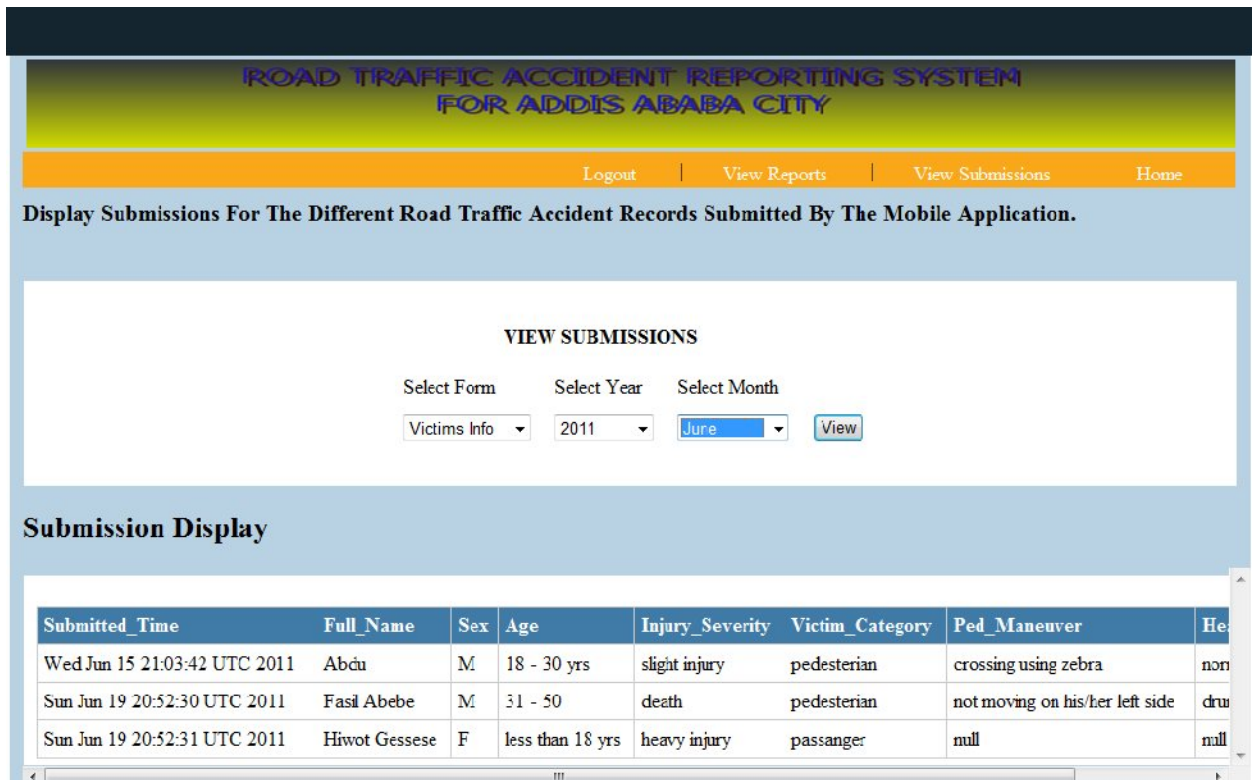 ROAD TRAFFIC ACCIDENT REPORTING SYSTEM
FOR ADDIS ABABA CITY
Logout | View Reports | View Submissions Home
Display Submissions For The Different Road Traffic Accident Records Submitted By The Mobile Application.
VIEW SUBMISSIONS
Select Form Select Year Select Month
Victims Info 2011 June View
Submission Display
Submitted_Time Full_Name Sex Age Injury_Severity Victim_Category Ped_Maneuver
Wed Jun 15 21:03:42 UTC 2011 Abdu M 18 - 30 yrs slight injury pedesterian crossing using zebra
Sun Jun 19 20:52:30 UTC 2011 Fasil Abebe M 31 - 50 death pedesterian not moving on his/her left side
Sun Jun 19 20:52:31 UTC 2011 Hiwot Gessese F less than 18 yrs heavy injury passanger null null